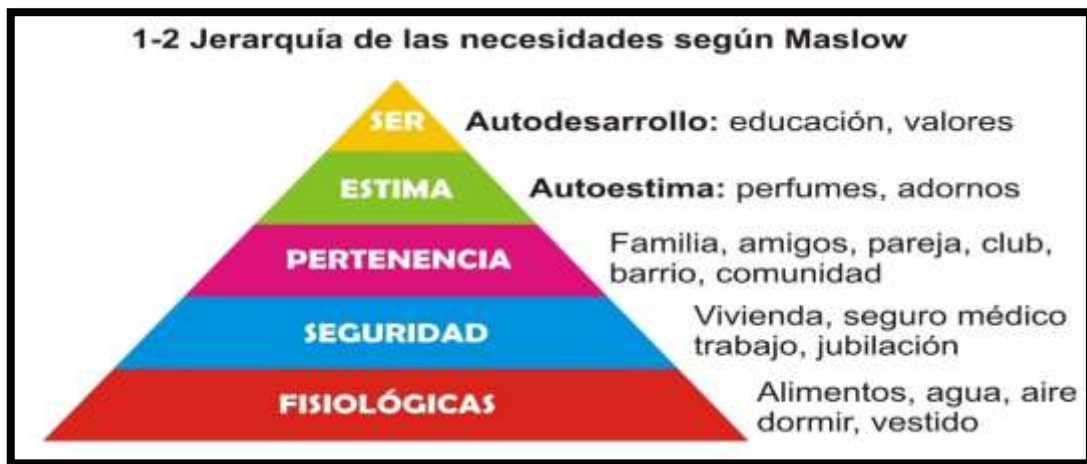 1-2 Jerarquía de las necesidades según Maslow
SER
Autodesarrollo: educación, valores
ESTIMA
Autoestima: perfumes, adornos
PERTENENCIA
Familia, amigos, pareja, club,
barrio, comunidad
SEGURIDAD
Vivienda, seguro médico
trabajo, jubilación
FISIOLÓGICAS
Alimentos, agua, aire
dormir, vestido